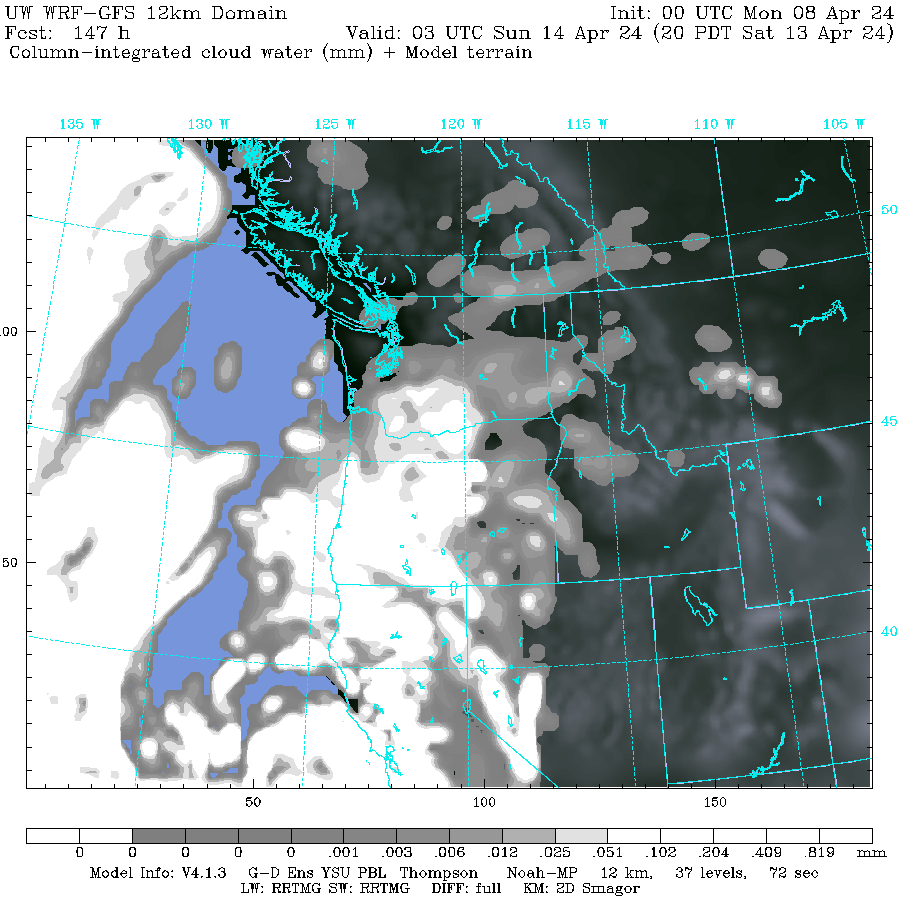 UW WRF-GFS 12km Domain Init: 00 UTC Mon 08 Apr 24
Fcst: 147 h Valid: 03 UTC Sun 14 Apr 24 (20 PDT Sat 13 Apr 24)
Column-integrated cloud water (mm) + Model terrain
135 W 130 W 125 W 120 W 115 W 110 W 105 W
50
00
45
50
40
50 100 150
0 0 0 0 .001 .003 .006 .012 .025 .051 .102 .204 .409 .819 mm
Model Info: V4.1.3 G-D Ens YSU PBL Thompson Noah-MP 12 km, 37 levels, 72 sec
LW: RRTMG SW: RRTMG DIFF: full KM: 2D Smagor